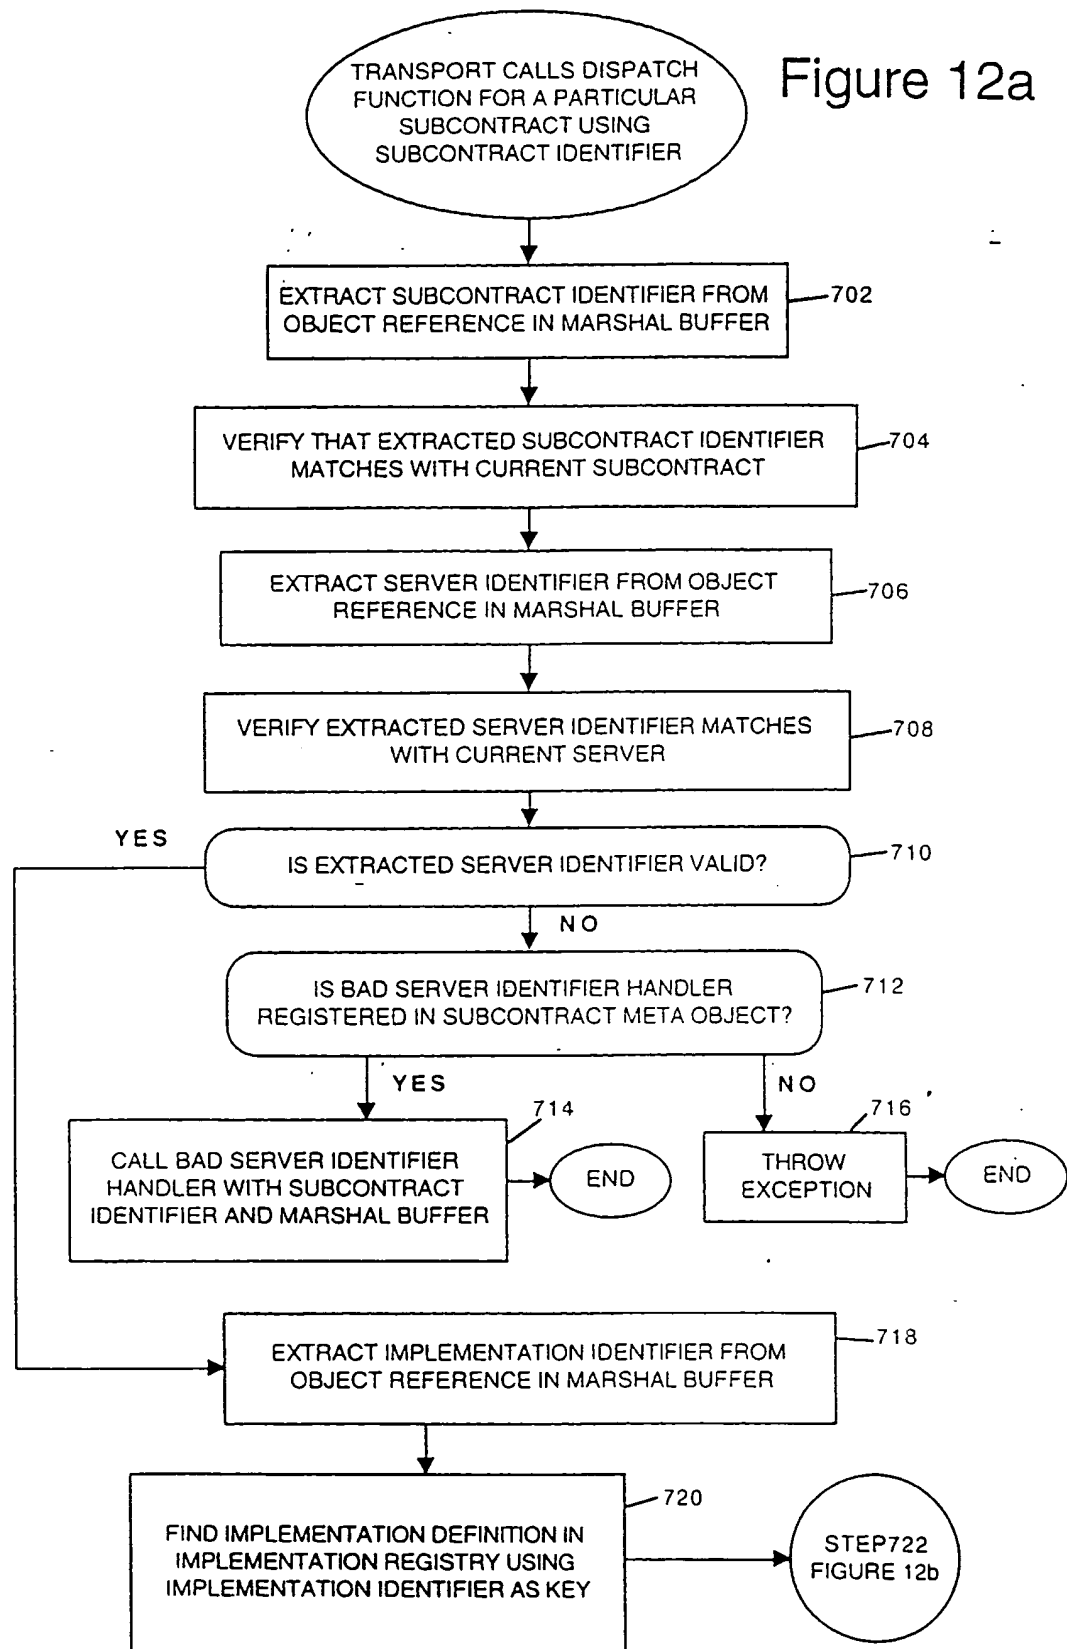 Figure 12a
TRANSPORT CALLS DISPATCH
FUNCTION FOR A PARTICULAR
SUBCONTRACT USING
SUBCONTRACT IDENTIFIER
EXTRACT SUBCONTRACT IDENTIFIER FROM
OBJECT REFERENCE IN MARSHAL BUFFER
702
VERIFY THAT EXTRACTED SUBCONTRACT IDENTIFIER
MATCHES WITH CURRENT SUBCONTRACT
704
EXTRACT SERVER IDENTIFIER FROM OBJECT
REFERENCE IN MARSHAL BUFFER
706
VERIFY EXTRACTED SERVER IDENTIFIER MATCHES
WITH CURRENT SERVER
708
YES
IS EXTRACTED SERVER IDENTIFIER VALID?
710
NO
IS BAD SERVER IDENTIFIER HANDLER
REGISTERED IN SUBCONTRACT META OBJECT?
712
YES
NO
714
CALL BAD SERVER IDENTIFIER
HANDLER WITH SUBCONTRACT
IDENTIFIER AND MARSHAL BUFFER
END
716
THROW
EXCEPTION
END
EXTRACT IMPLEMENTATION IDENTIFIER FROM
OBJECT REFERENCE IN MARSHAL BUFFER
718
FIND IMPLEMENTATION DEFINITION IN
IMPLEMENTATION REGISTRY USING
IMPLEMENTATION IDENTIFIER AS KEY
720
STEP722
FIGURE 12b